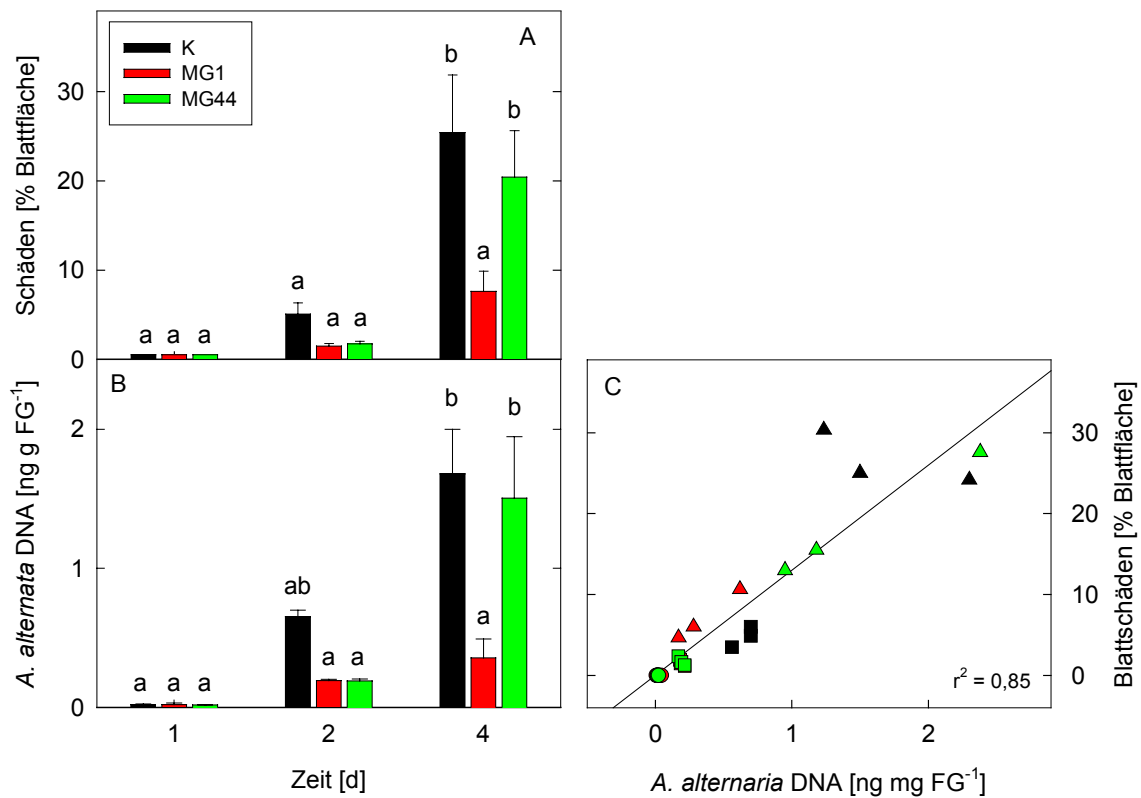 Schäden [% Blattfläche]
30
20
10
0
K
MG1
MG44
A
a a a
a a a
b a b
B
A. alternata DNA [ng g FG⁻¹]
2
1
0
a a a
ab a a
b a b
1 2 4
Zeit [d]
C
r² = 0,85
30
20
10
0
Blattschäden [% Blattfläche]
0 1 2
A. alternaria DNA [ng mg FG⁻¹]